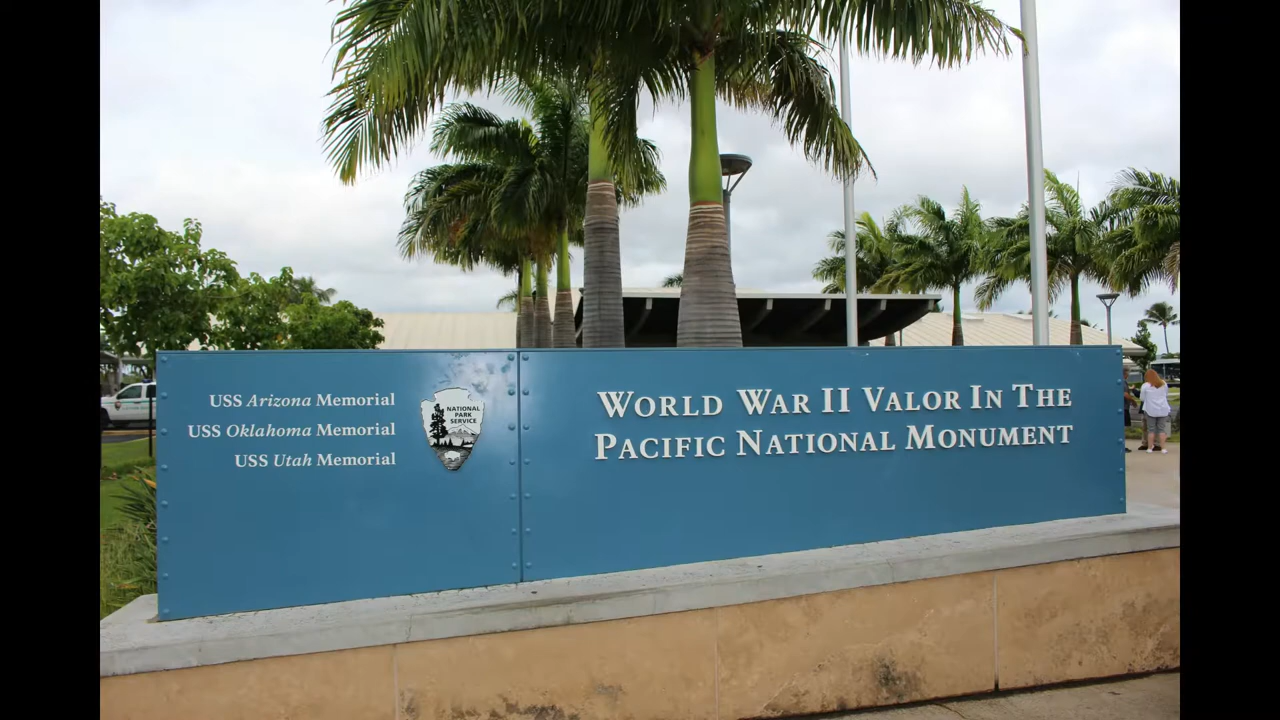 USS Arizona Memorial
USS Oklahoma Memorial
USS Utah Memorial
NATIONAL
PARK
SERVICE
WORLD WAR II VALOR IN THE
PACIFIC NATIONAL MONUMENT